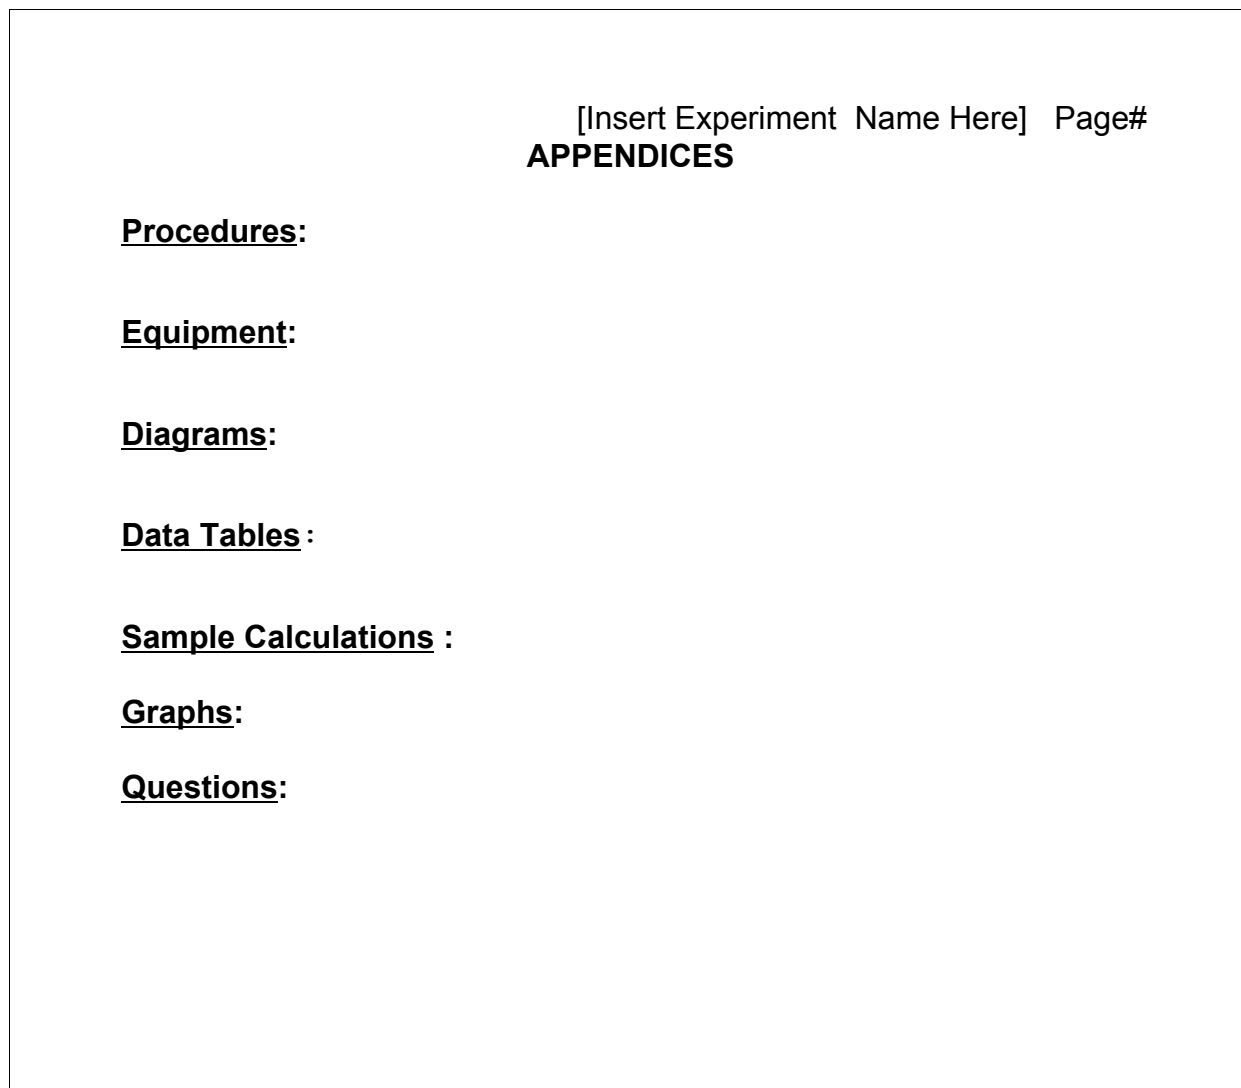 [Insert Experiment  Name Here]   Page#
APPENDICES
Procedures:
Equipment:
Diagrams:
Data Tables :
Sample Calculations :
Graphs:
Questions: